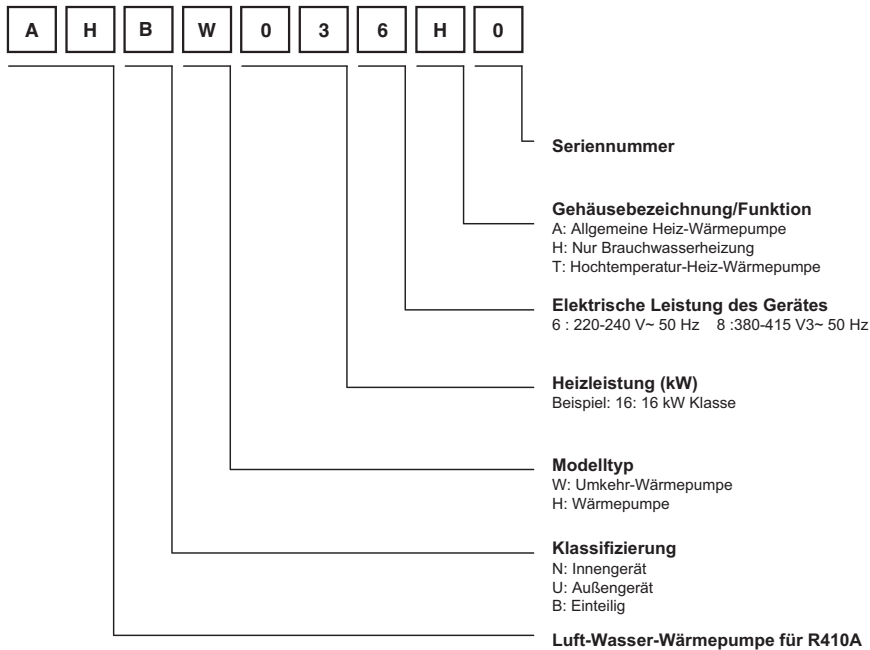 A H B W 0 3 6 H 0
Seriennummer
Gehäusebezeichnung/Funktion
A: Allgemeine Heiz-Wärmepumpe
H: Nur Brauchwasserheizung
T: Hochtemperatur-Heiz-Wärmepumpe
Elektrische Leistung des Gerätes
6 : 220-240 V~ 50 Hz 8 :380-415 V3~ 50 Hz
Heizleistung (kW)
Beispiel: 16: 16 kW Klasse
Modelltyp
W: Umkehr-Wärmepumpe
H: Wärmepumpe
Klassifizierung
N: Innengerät
U: Außengerät
B: Einteilig
Luft-Wasser-Wärmepumpe für R410A